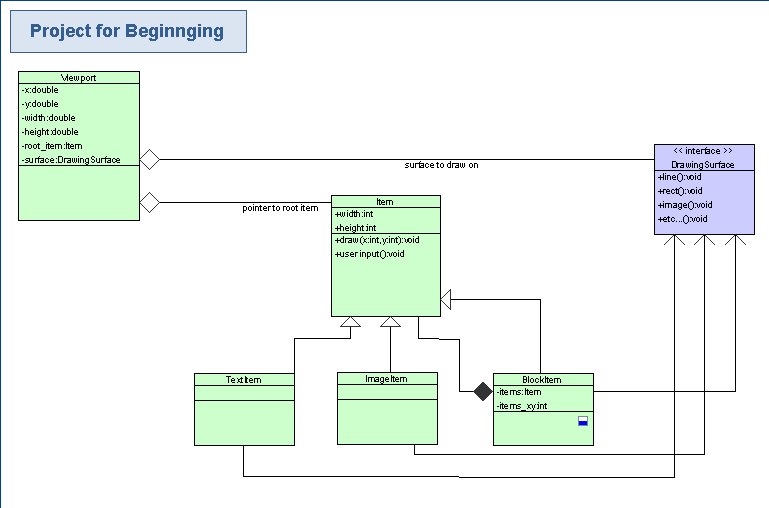 Project for Beginnging
Viewport
-x:double
-y:double
-width:double
-height:double
-root_item:Item
-surface:DrawingSurface
surface to draw on
<< interface >>
DrawingSurface
+line():void
+rect():void
+image():void
+etc...():void
pointer to root item
Item
+width:int
+height:int
+draw(x:int,y:int):void
+userinput():void
TextItem
ImageItem
BlockItem
-items:Item
-items_xy:int